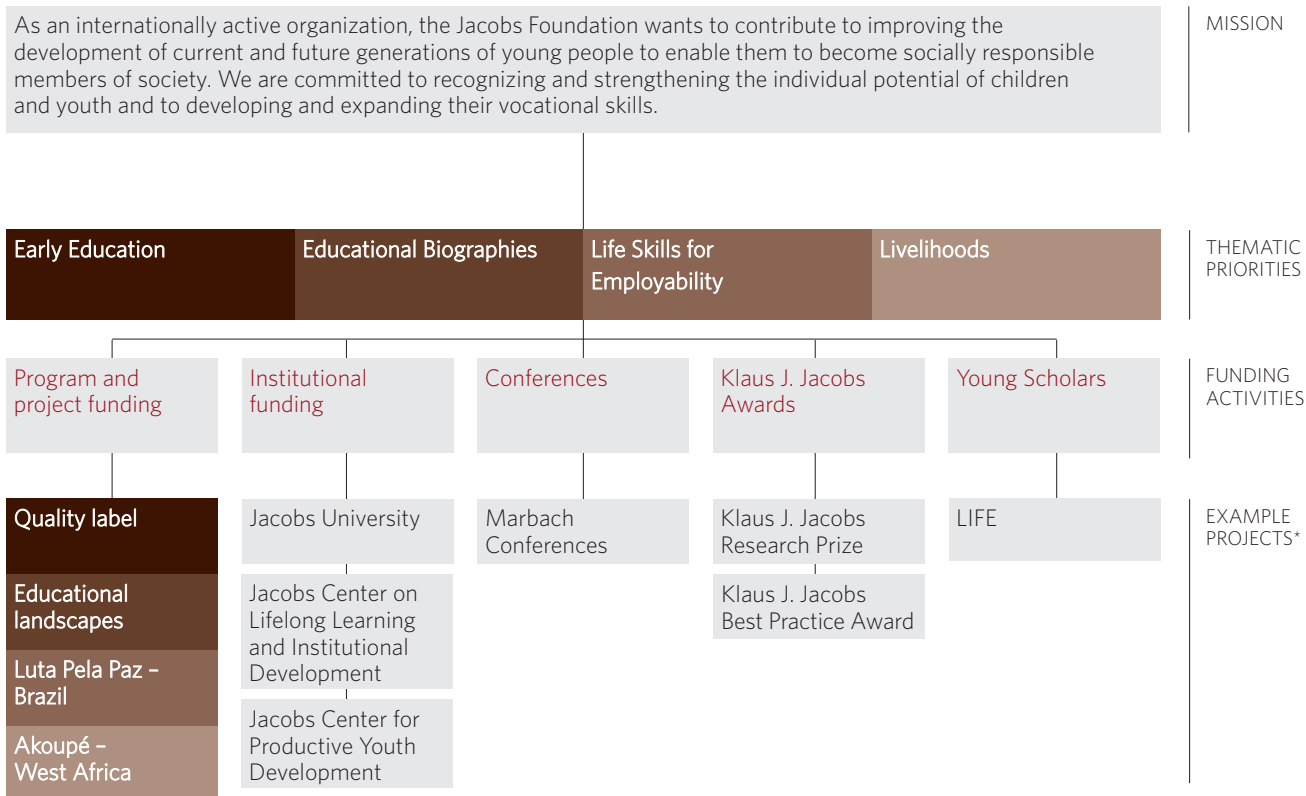 As an internationally active organization, the Jacobs Foundation wants to contribute to improving the
development of current and future generations of young people to enable them to become socially responsible
members of society. We are committed to recognizing and strengthening the individual potential of children
and youth and to developing and expanding their vocational skills.
MISSION
Early Education
Educational Biographies
Life Skills for
Employability
Livelihoods
THEMATIC
PRIORITIES
Program and
project funding
Institutional
funding
Conferences
Klaus J. Jacobs
Awards
Young Scholars
FUNDING
ACTIVITIES
Quality label
Educational
landscapes
Luta Pela Paz –
Brazil
Akoupé –
West Africa
Jacobs University
Jacobs Center on
Lifelong Learning
and Institutional
Development
Jacobs Center for
Productive Youth
Development
Marbach
Conferences
Klaus J. Jacobs
Research Prize
Klaus J. Jacobs
Best Practice Award
LIFE
EXAMPLE
PROJECTS*